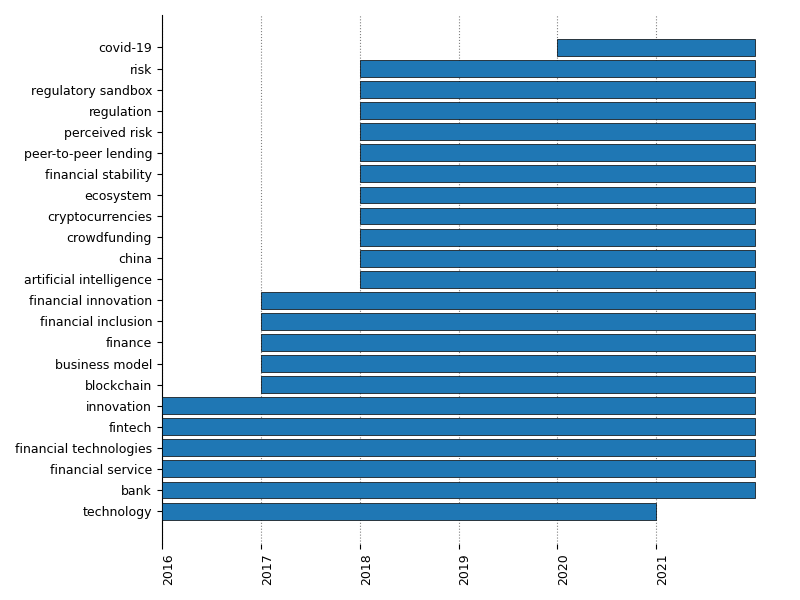 covid-19
risk
regulatory sandbox
regulation
perceived risk
peer-to-peer lending
financial stability
ecosystem
cryptocurrencies
crowdfunding
china
artificial intelligence
financial innovation
financial inclusion
finance
business model
blockchain
innovation
fintech
financial technologies
financial service
bank
technology
2016
2017
2018
2019
2020
2021